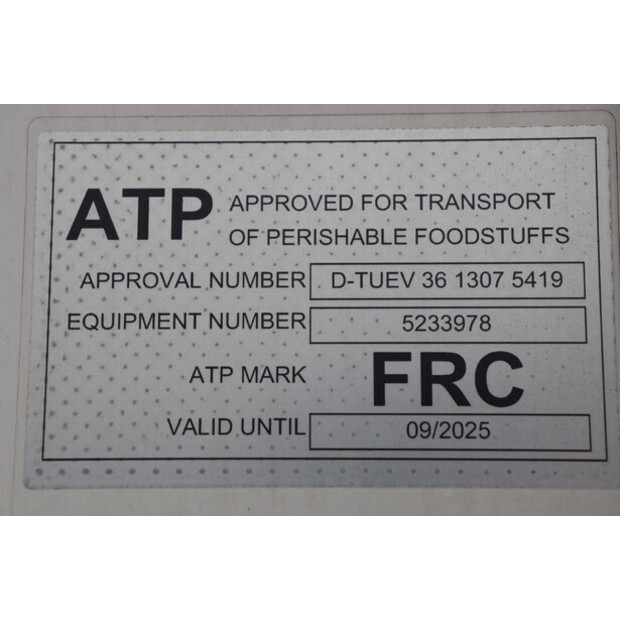 ATP APPROVED FOR TRANSPORT
OF PERISHABLE FOODSTUFFS
APPROVAL NUMBER D-TUEV 36 1307 5419
EQUIPMENT NUMBER 5233978
ATP MARK FRC
VALID UNTIL 09/2025